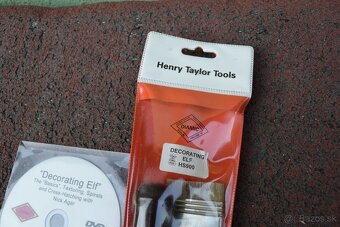 Henry Taylor Tools
DIAMIC
DECORATING
ELF
HS900
"Decorating Elf"
The "Basics", Texturing, Spirals
and Cross-Hatching with
Nick Agar
DVD
bazos.sk